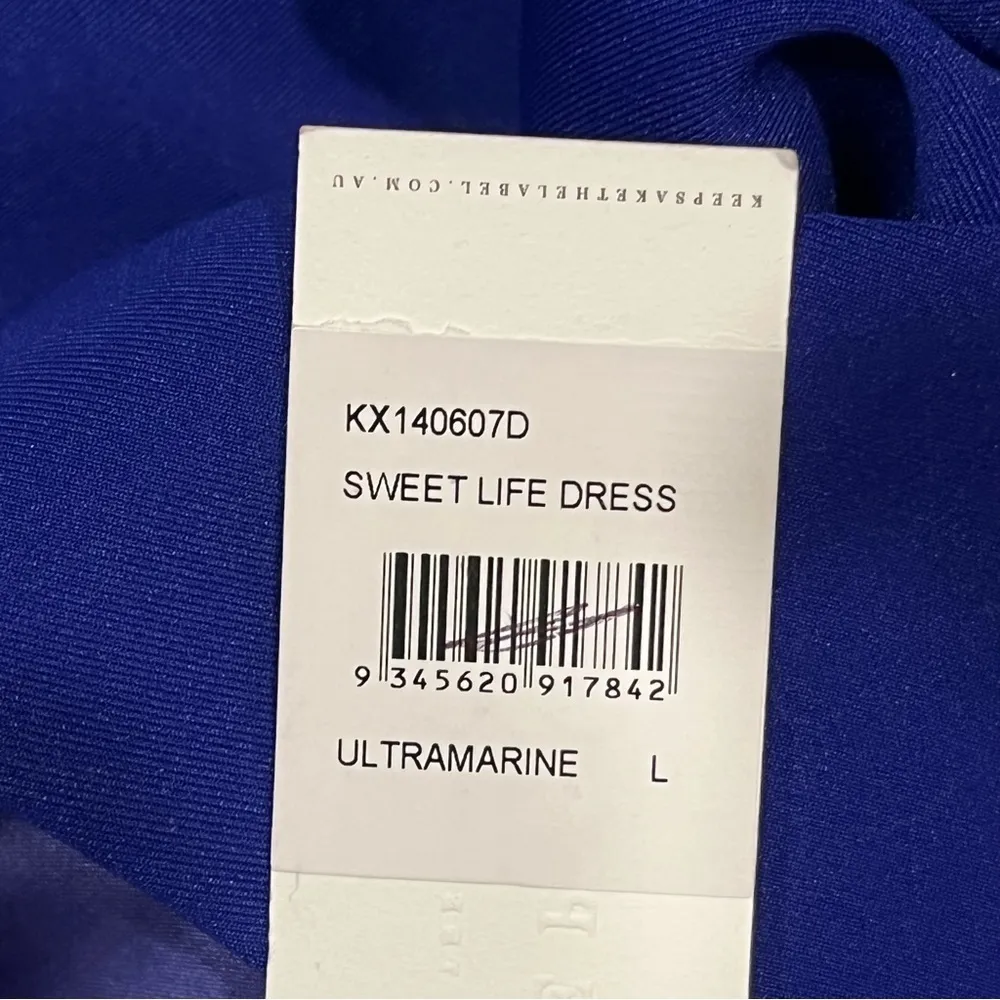 KEEPSAKETHELABEL.COM.AU
KX140607D
SWEET LIFE DRESS
9 345620 917842
ULTRAMARINE L